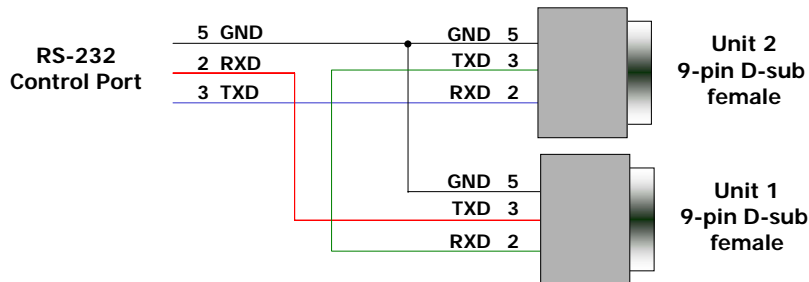 RS-232
Control Port
5 GND
2 RXD
3 TXD
GND 5
TXD 3
RXD 2
Unit 2
9-pin D-sub
female
GND 5
TXD 3
RXD 2
Unit 1
9-pin D-sub
female